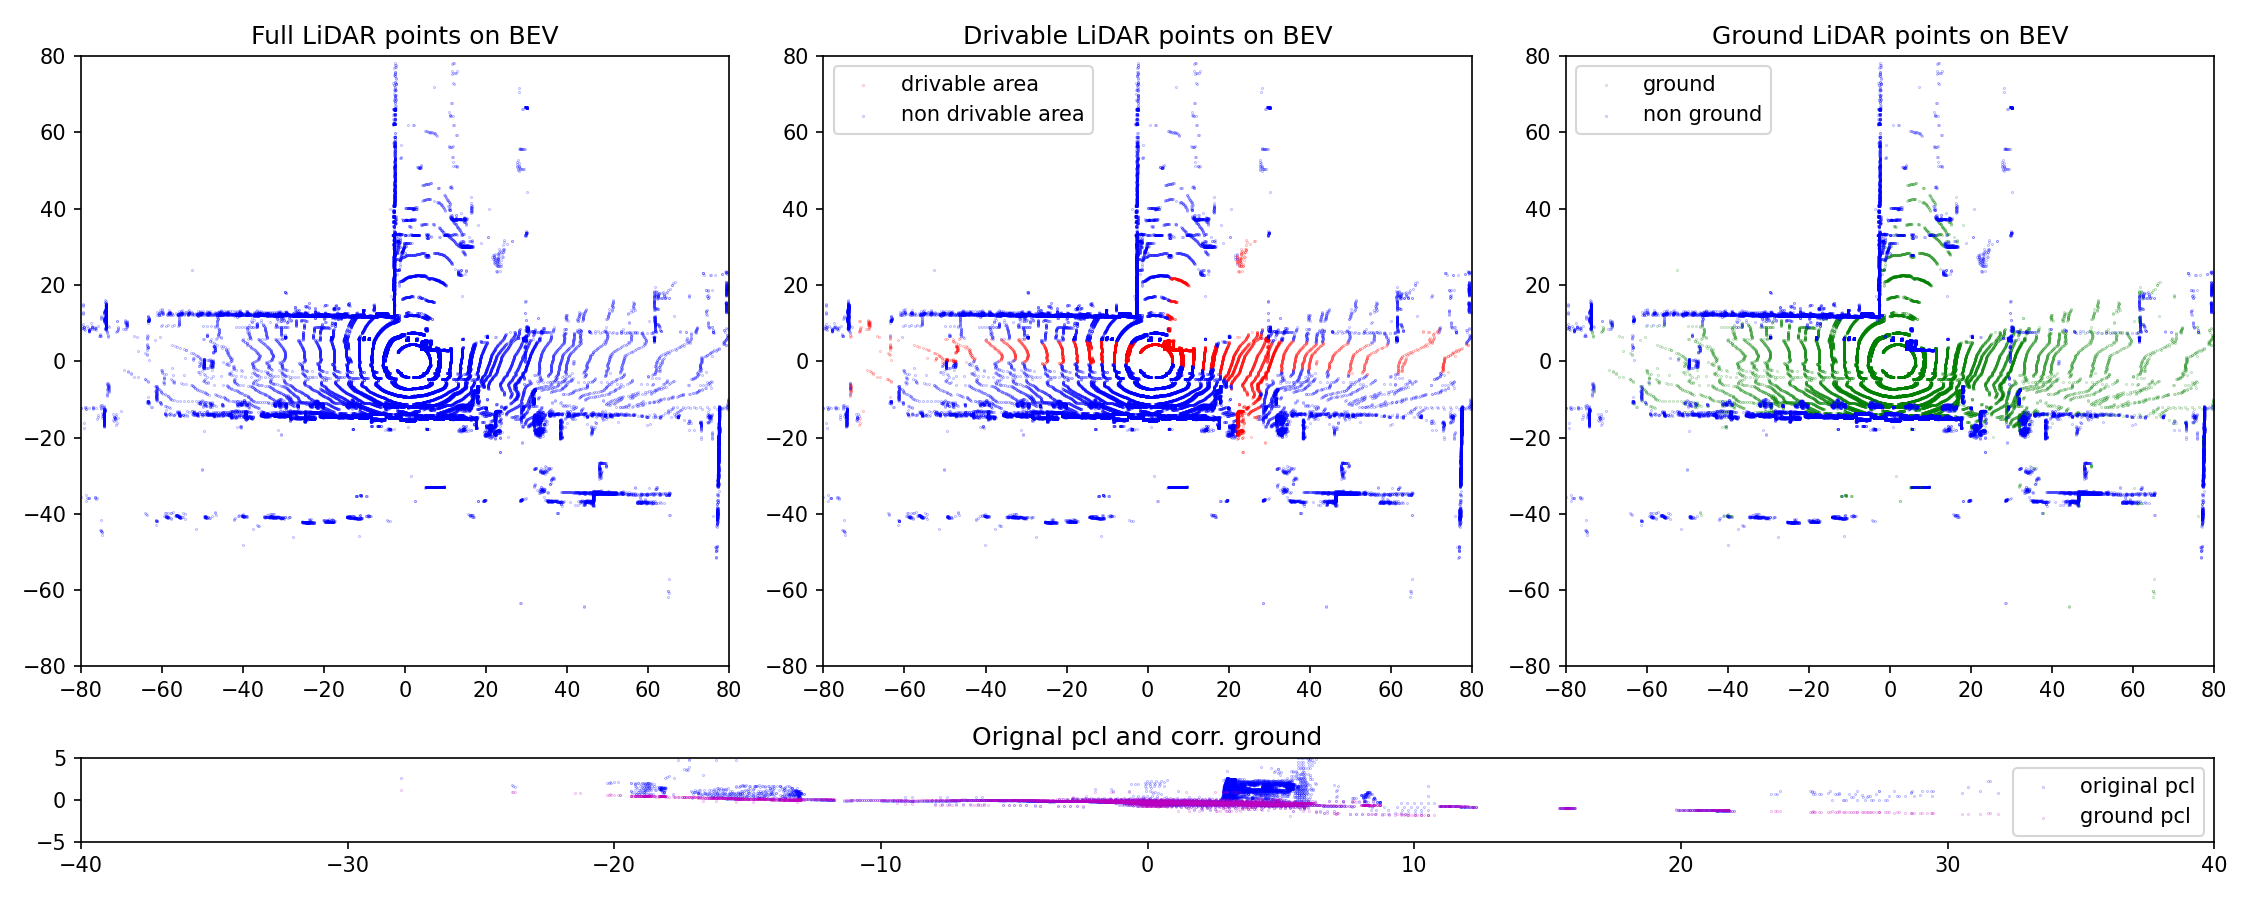 Full LiDAR points on BEV
80
60
40
20
0
−20
−40
−60
−80
−80 −60 −40 −20 0 20 40 60 80
Drivable LiDAR points on BEV
drivable area
non drivable area
80
60
40
20
0
−20
−40
−60
−80
−80 −60 −40 −20 0 20 40 60 80
Ground LiDAR points on BEV
ground
non ground
80
60
40
20
0
−20
−40
−60
−80
−80 −60 −40 −20 0 20 40 60 80
Orignal pcl and corr. ground
5
0
−5
original pcl
ground pcl
−40 −30 −20 −10 0 10 20 30 40